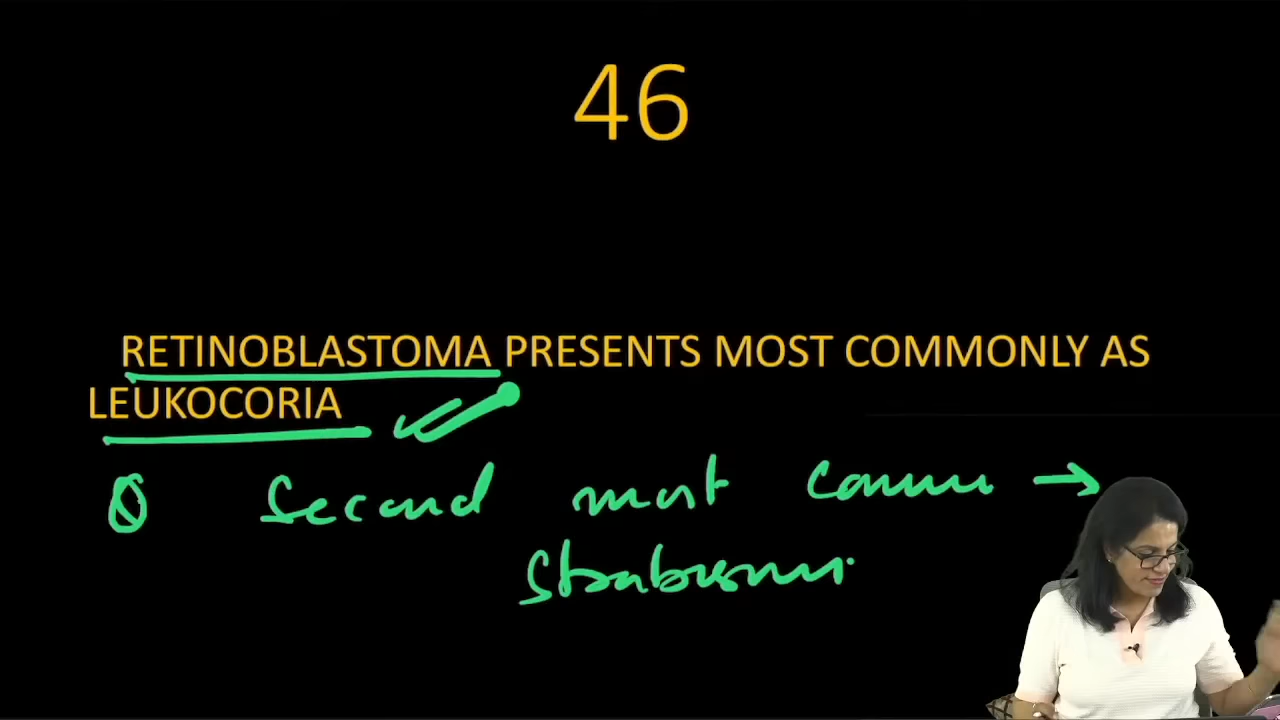 46
RETINOBLASTOMA PRESENTS MOST COMMONLY AS
LEUKOCORIA
Q Second most common →
Strabismus